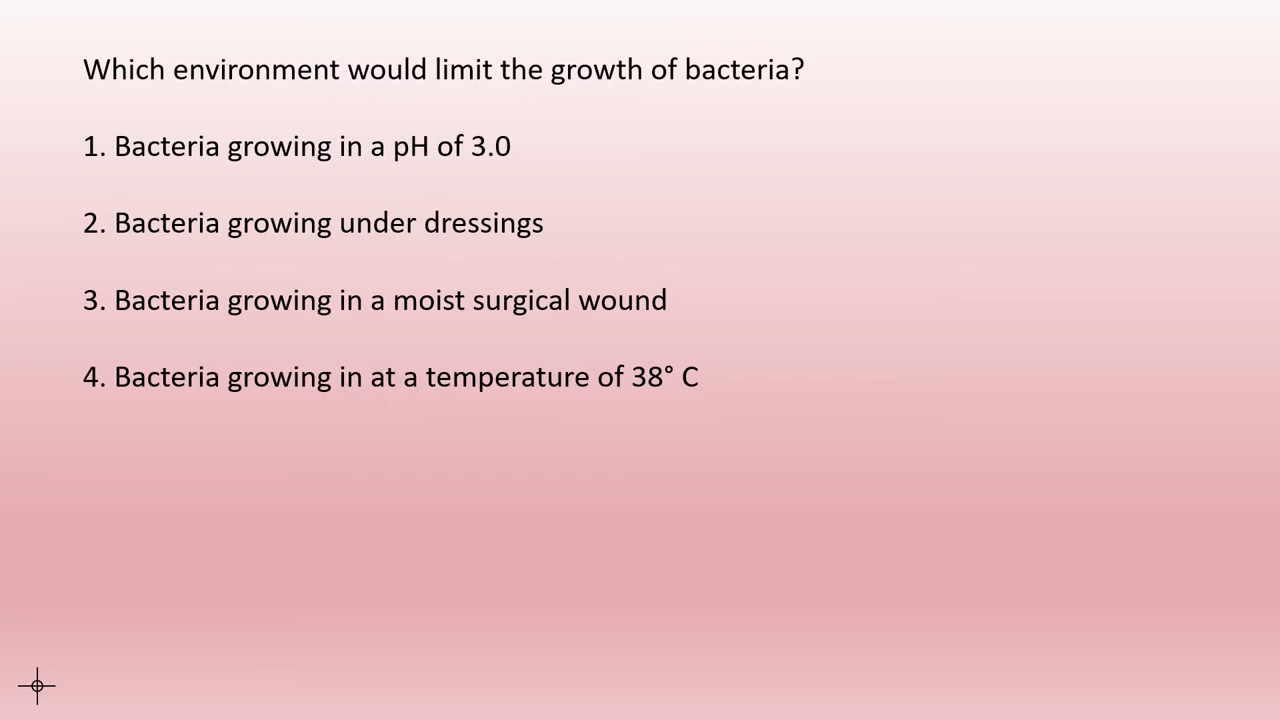 Which environment would limit the growth of bacteria?
1. Bacteria growing in a pH of 3.0
2. Bacteria growing under dressings
3. Bacteria growing in a moist surgical wound
4. Bacteria growing in at a temperature of 38° C